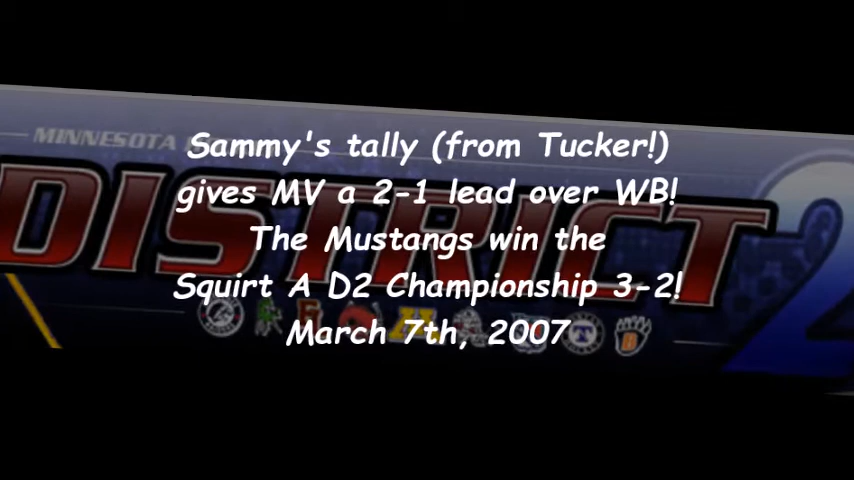 MINNESOTA
DISTRICT 2
Sammy's tally (from Tucker!)
gives MV a 2-1 lead over WB!
The Mustangs win the
Squirt A D2 Championship 3-2!
March 7th, 2007